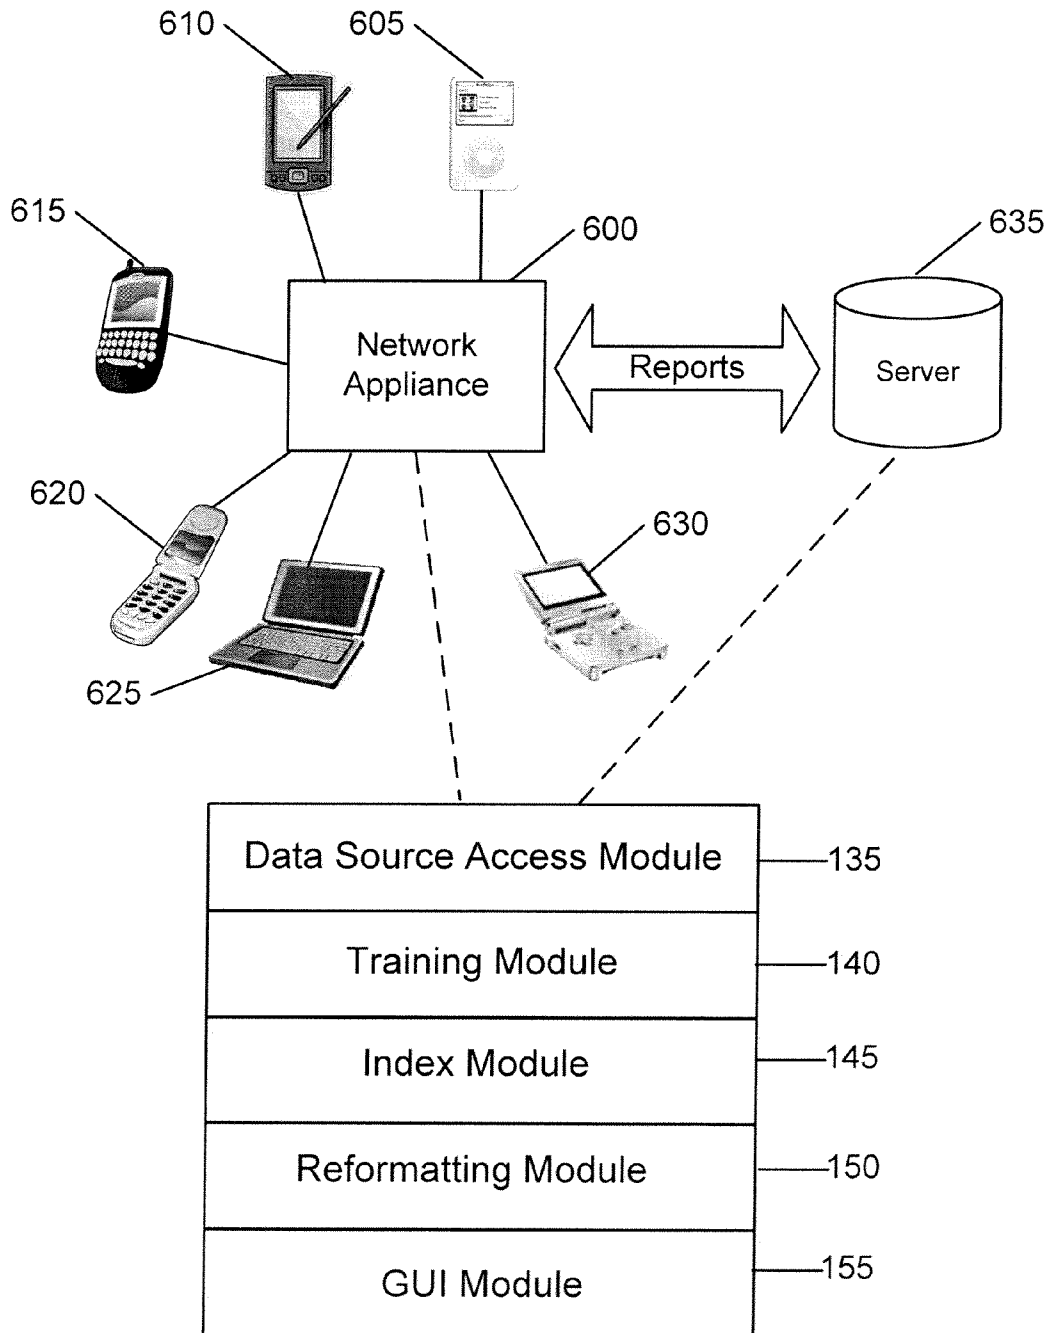 610
605
615
600
635
Network
Appliance
Reports
Server
620
630
625
Data Source Access Module
135
Training Module
140
Index Module
145
Reformatting Module
150
GUI Module
155